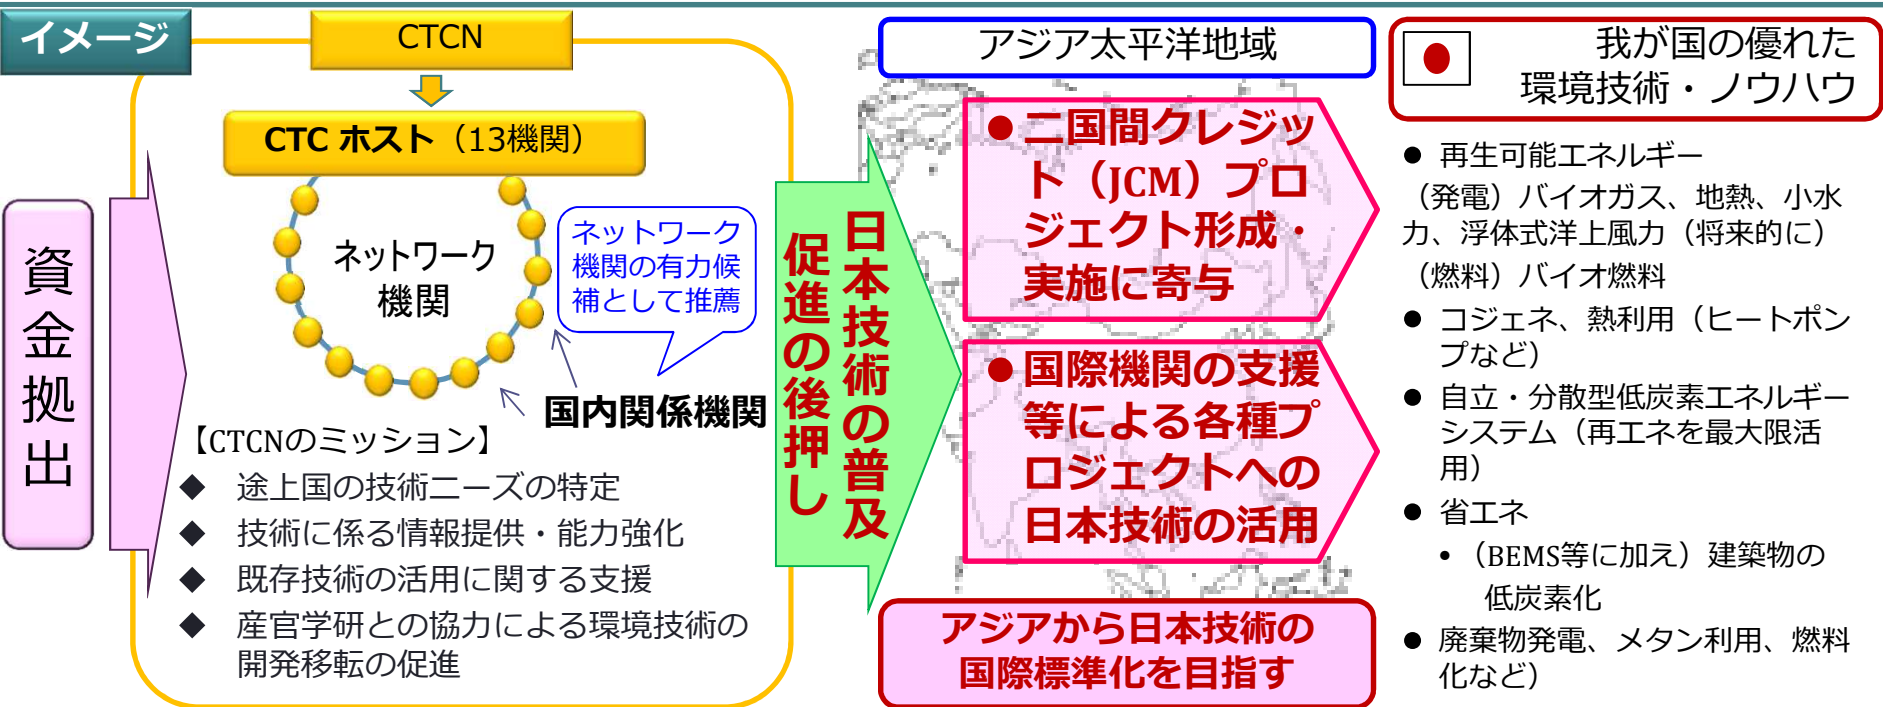 イメージ
CTCN
CTC ホスト（13機関）
ネットワーク
機関
ネットワーク
機関の有力候
補として推薦
国内関係機関
資金拠出
【CTCNのミッション】
◆ 途上国の技術ニーズの特定
◆ 技術に係る情報提供・能力強化
◆ 既存技術の活用に関する支援
◆ 産官学研との協力による環境技術の
開発移転の促進
日本技術の普及
促進の後押し
アジア太平洋地域
●二国間クレジッ
ト（JCM）プロ
ジェクト形成・
実施に寄与
●国際機関の支援
等による各種プ
ロジェクトへの
日本技術の活用
アジアから日本技術の
国際標準化を目指す
我が国の優れた
環境技術・ノウハウ
● 再生可能エネルギー
（発電）バイオガス、地熱、小水
力、浮体式洋上風力（将来的に）
（燃料）バイオ燃料
● コジェネ、熱利用（ヒートポン
プなど）
● 自立・分散型低炭素エネルギー
システム（再エネを最大限活
用）
● 省エネ
•（BEMS等に加え）建築物の
低炭素化
● 廃棄物発電、メタン利用、燃料
化など）